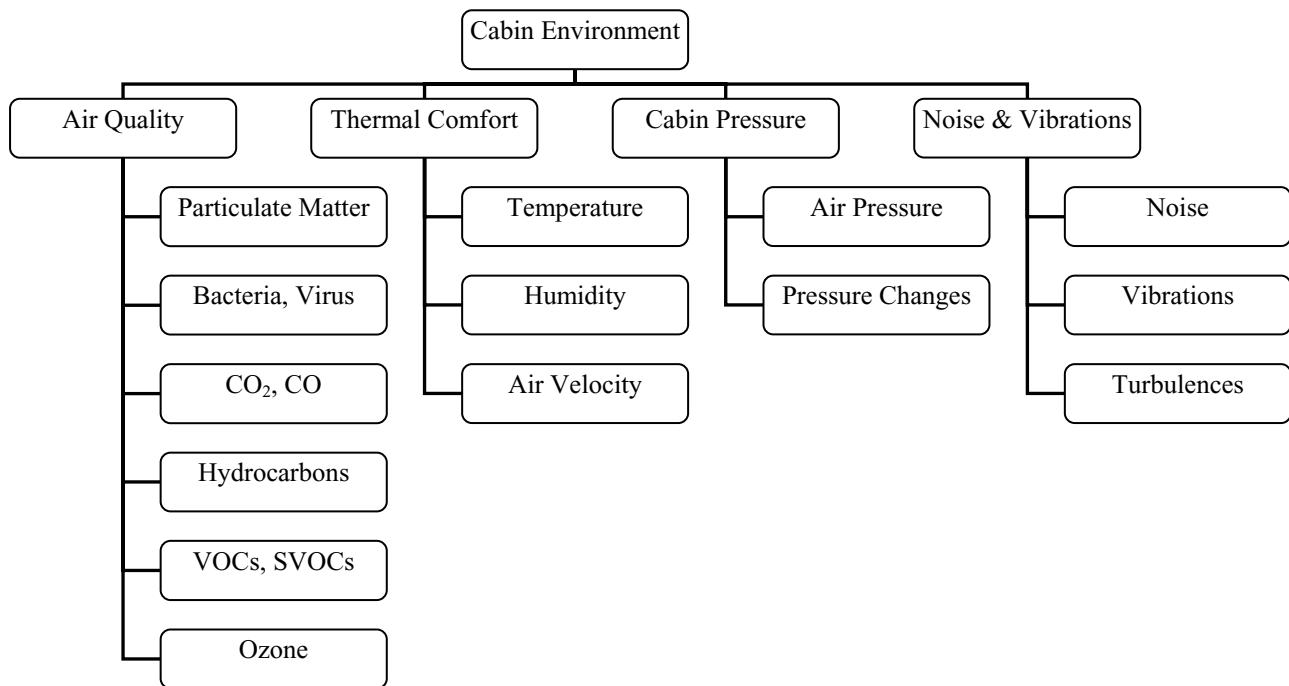 Cabin Environment
Air Quality
Thermal Comfort
Cabin Pressure
Noise & Vibrations
Particulate Matter
Bacteria, Virus
CO₂, CO
Hydrocarbons
VOCs, SVOCs
Ozone
Temperature
Humidity
Air Velocity
Air Pressure
Pressure Changes
Noise
Vibrations
Turbulences